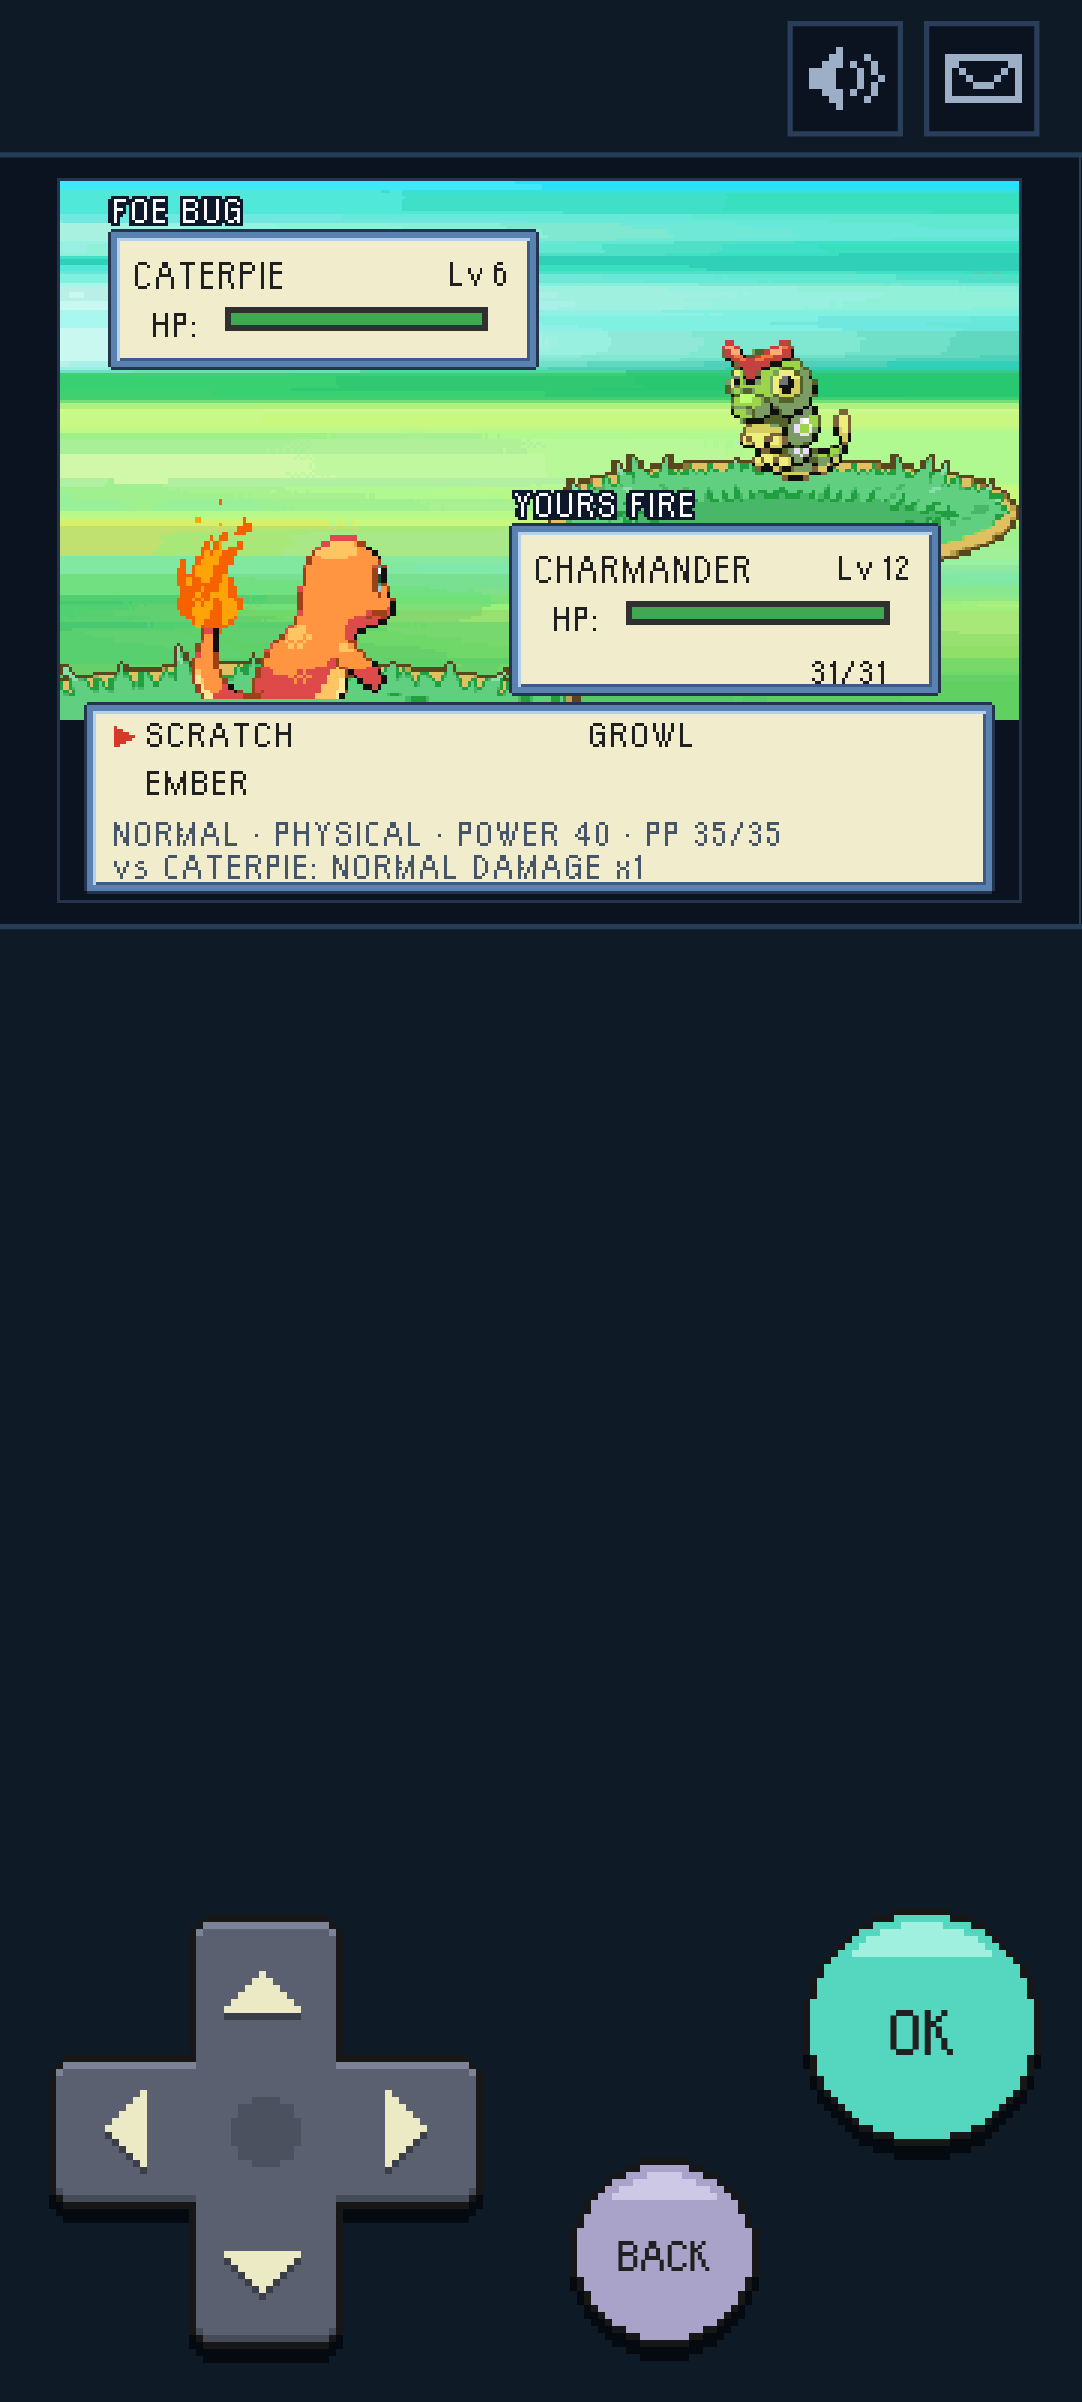 FOE BUG
CATERPIE Lv 6
HP:
YOURS FIRE
CHARMANDER Lv 12
HP:
31/31
SCRATCH GROWL
EMBER
NORMAL · PHYSICAL · POWER 40 · PP 35/35
vs CATERPIE: NORMAL DAMAGE x1
OK
BACK